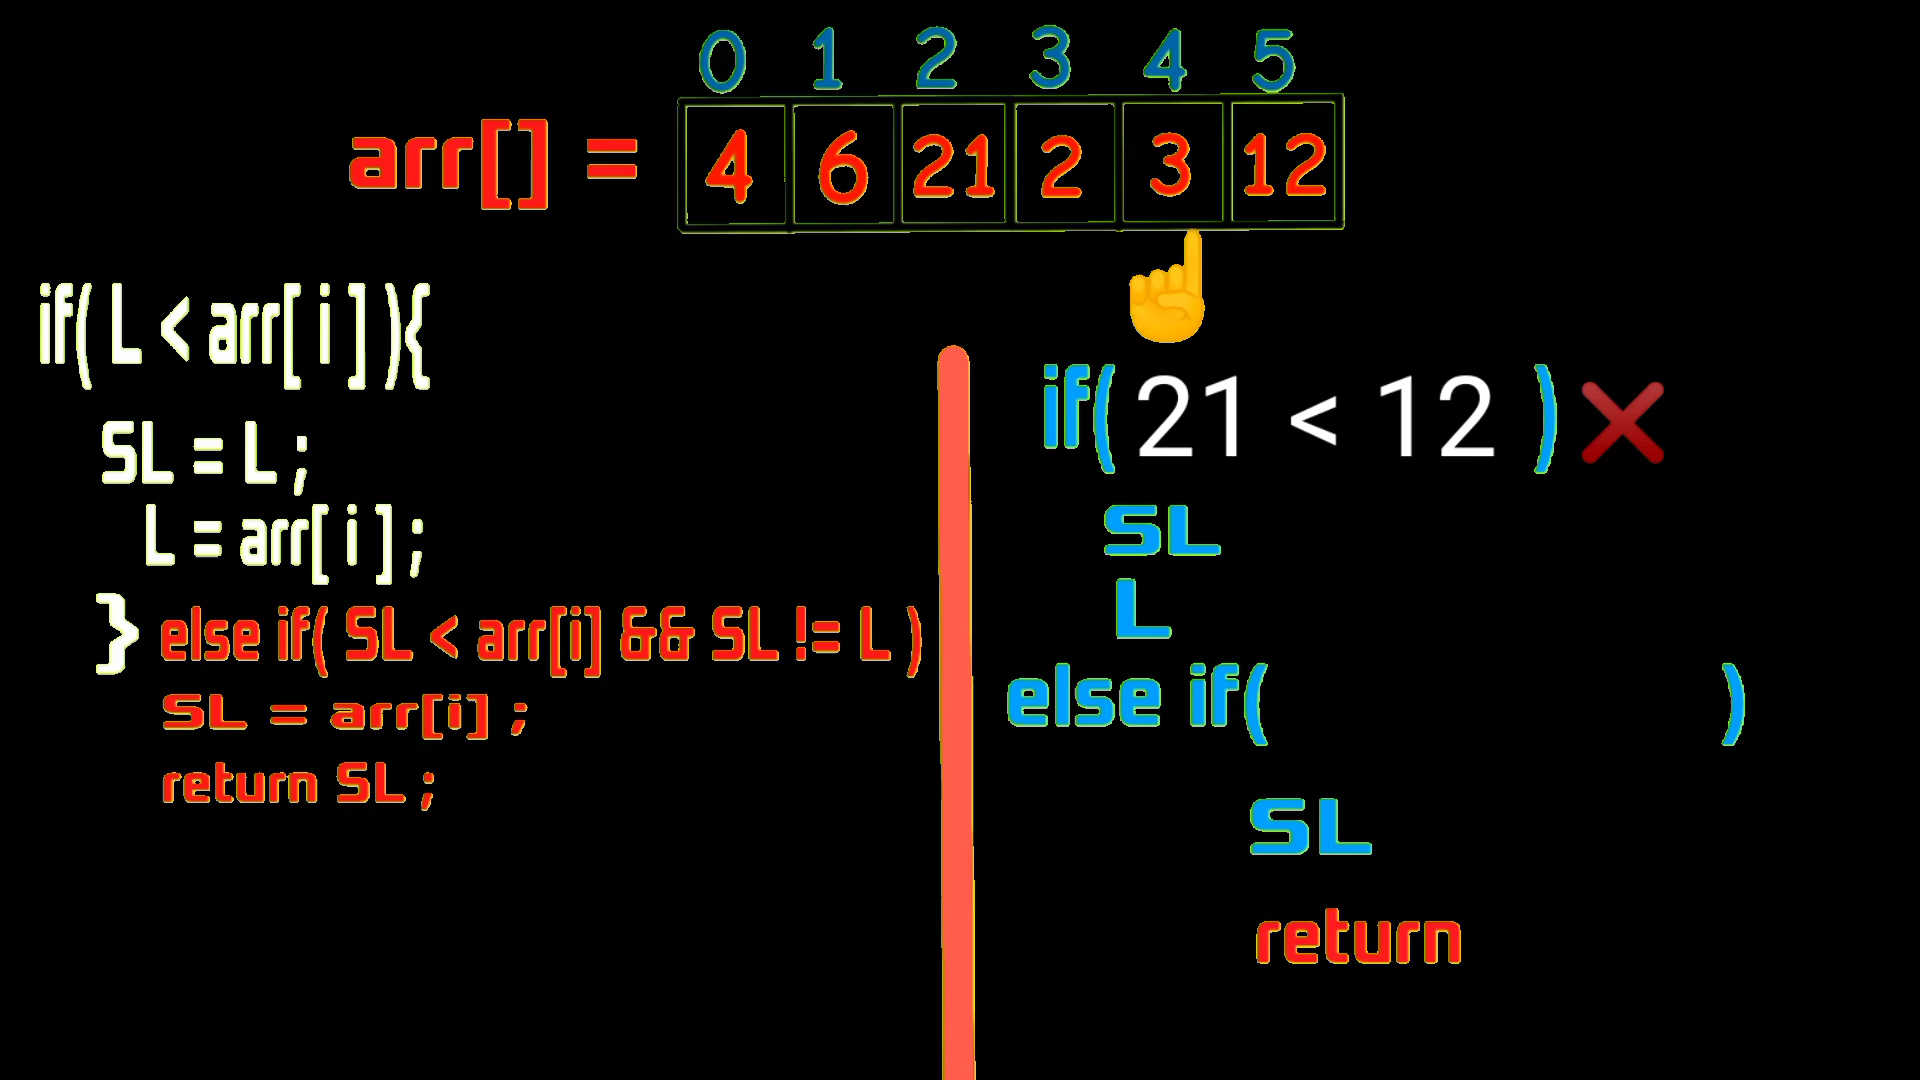 0 1 2 3 4 5
arr[] = 4 6 21 2 3 12
if( L < arr[ i ] ){
SL = L ;
L = arr[ i ] ;
} else if( SL < arr[i] && SL != L )
SL = arr[i] ;
return SL ;
if( 21 < 12 )
SL
L
else if( )
SL
return